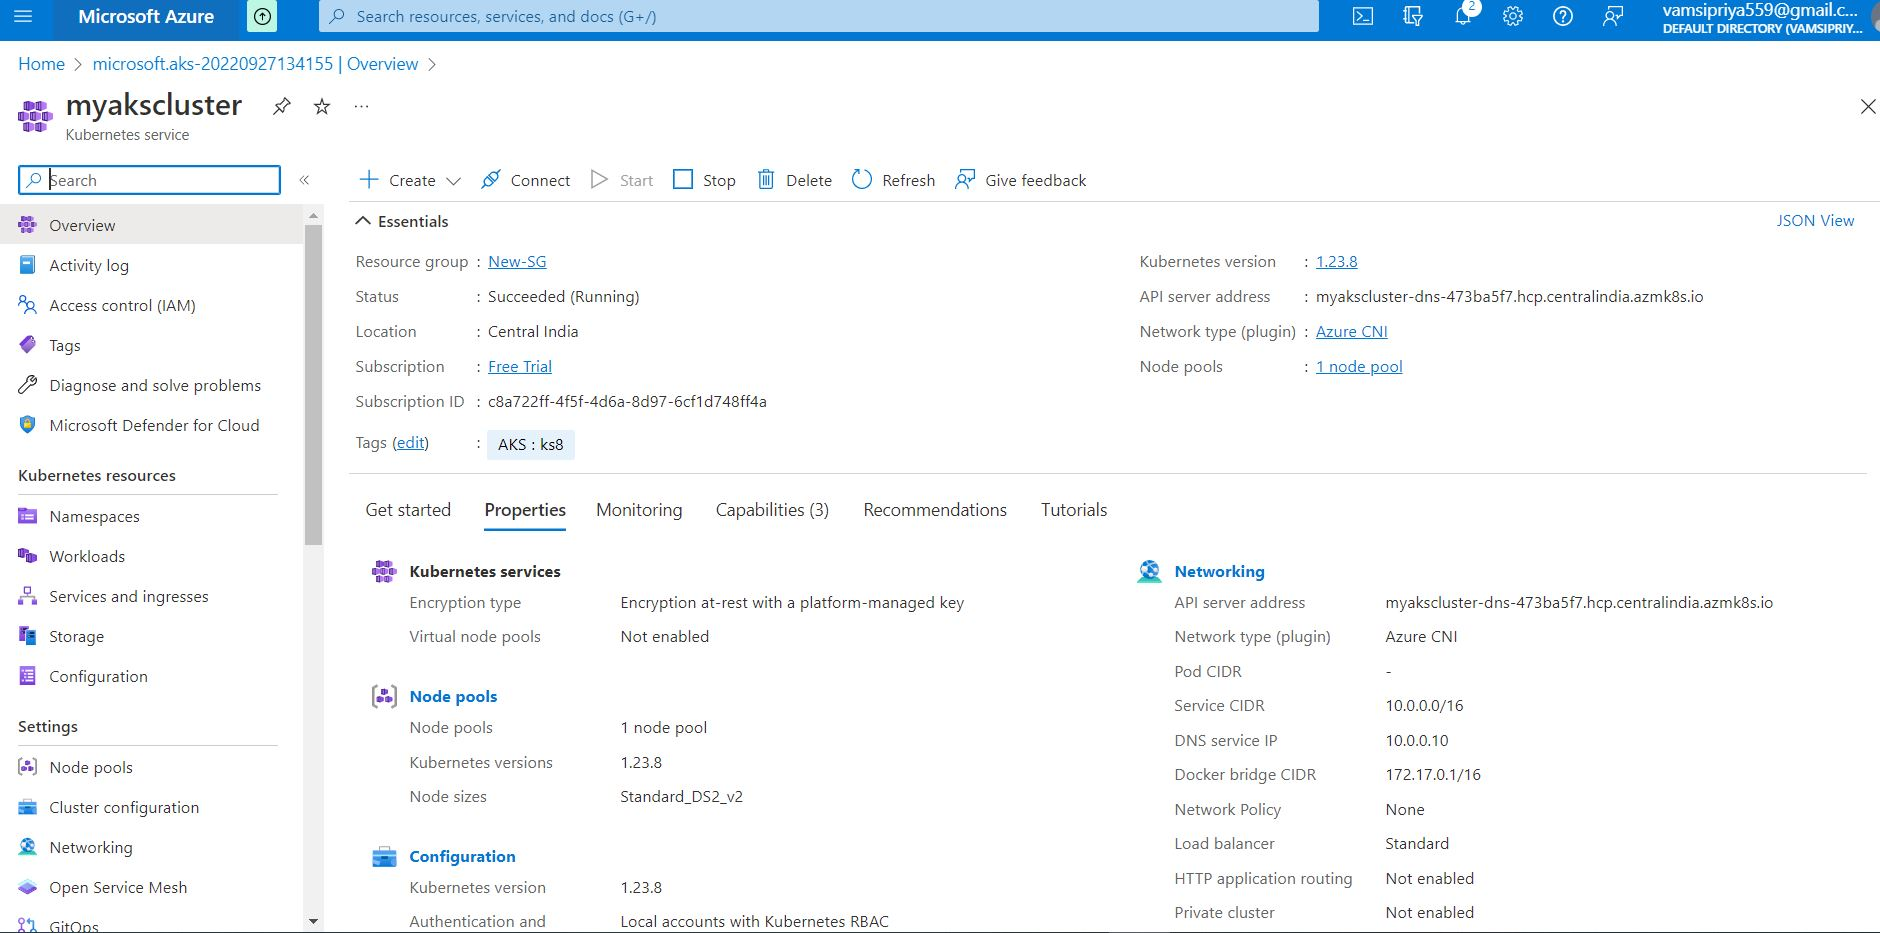 Microsoft Azure
Search resources, services, and docs (G+/)
2
vamsipriya559@gmail.c...
DEFAULT DIRECTORY (VAMSIPRIY...
Home > microsoft.aks-20220927134155 | Overview >
myakscluster
...
Kubernetes service
Search
«
Create
Connect
Start
Stop
Delete
Refresh
Give feedback
Overview
Activity log
Access control (IAM)
Tags
Diagnose and solve problems
Microsoft Defender for Cloud
Kubernetes resources
Namespaces
Workloads
Services and ingresses
Storage
Configuration
Settings
Node pools
Cluster configuration
Networking
Open Service Mesh
GitOps
Essentials
JSON View
Resource group : New-SG
Status : Succeeded (Running)
Location : Central India
Subscription : Free Trial
Subscription ID : c8a722ff-4f5f-4d6a-8d97-6cf1d748ff4a
Tags (edit) : AKS : ks8
Kubernetes version : 1.23.8
API server address : myakscluster-dns-473ba5f7.hcp.centralindia.azmk8s.io
Network type (plugin) : Azure CNI
Node pools : 1 node pool
Get started
Properties
Monitoring
Capabilities (3)
Recommendations
Tutorials
Kubernetes services
Encryption type Encryption at-rest with a platform-managed key
Virtual node pools Not enabled
Node pools
Node pools 1 node pool
Kubernetes versions 1.23.8
Node sizes Standard_DS2_v2
Configuration
Kubernetes version 1.23.8
Authentication and Local accounts with Kubernetes RBAC
Networking
API server address myakscluster-dns-473ba5f7.hcp.centralindia.azmk8s.io
Network type (plugin) Azure CNI
Pod CIDR -
Service CIDR 10.0.0.0/16
DNS service IP 10.0.0.10
Docker bridge CIDR 172.17.0.1/16
Network Policy None
Load balancer Standard
HTTP application routing Not enabled
Private cluster Not enabled